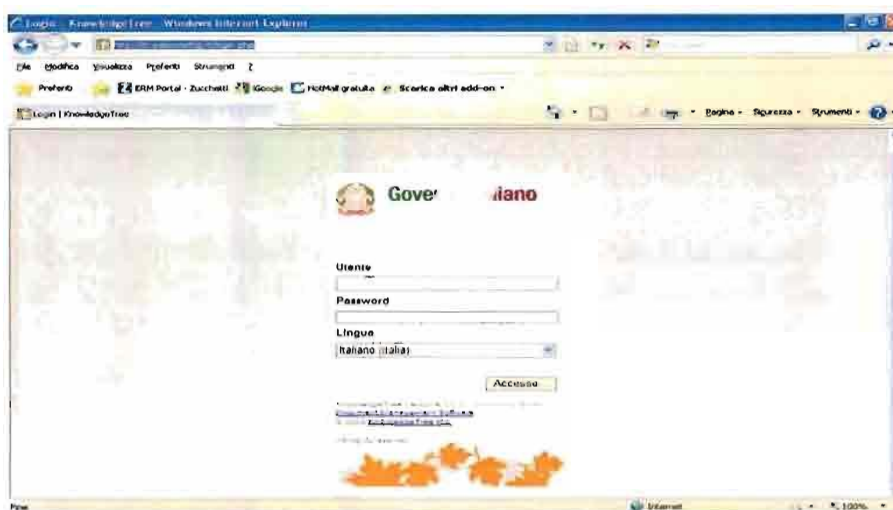 Login - KnowledgeTree - Windows Internet Explorer
File Modifica Visualizza Preferiti Strumenti ?
Preferiti ERM Portal - Zucchetti iGoogle HotMail gratuita Scarica altri add-on
Login | KnowledgeTree
Pagina Sicurezza Strumenti
Gove iano
Utente
Password
Lingua
Italiano (Italia)
Accesso
Fine
Internet
100%